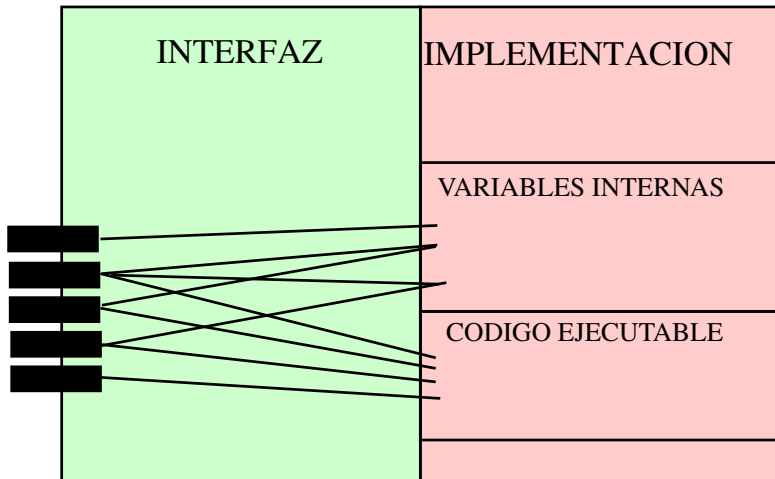 INTERFAZ
IMPLEMENTACION
VARIABLES INTERNAS
CODIGO EJECUTABLE